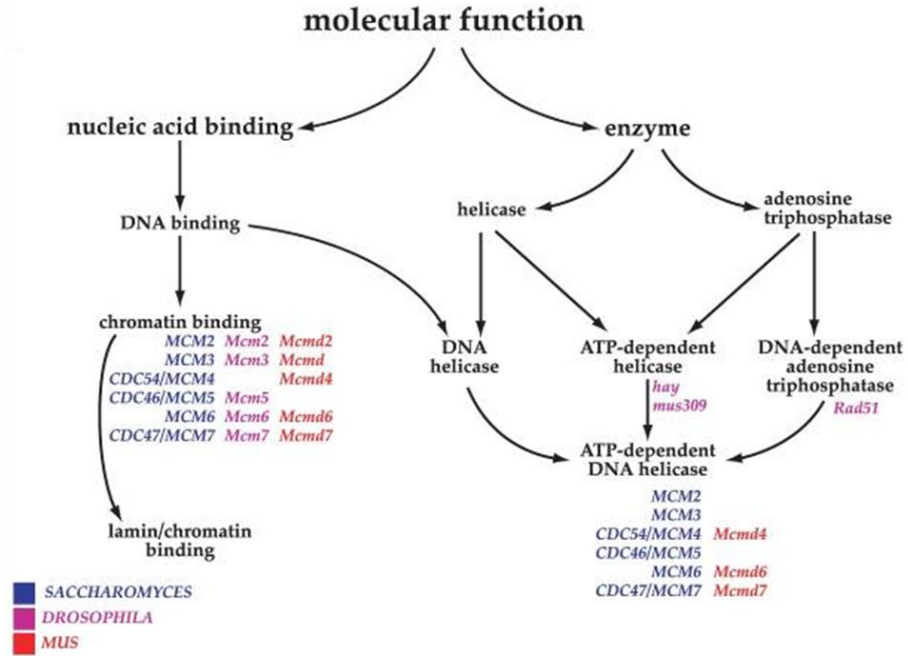 molecular function
nucleic acid binding
enzyme
DNA binding
helicase
adenosine
triphosphatase
chromatin binding
MCM2 Mcm2 Mcmd2
MCM3 Mcm3 Mcmd
CDC54/MCM4 Mcmd4
CDC46/MCM5 Mcm5
MCM6 Mcm6 Mcmd6
CDC47/MCM7 Mcm7 Mcmd7
DNA
helicase
ATP-dependent
helicase
hay
mus309
DNA-dependent
adenosine
triphosphatase
Rad51
ATP-dependent
DNA helicase
MCM2
MCM3
CDC54/MCM4 Mcmd4
CDC46/MCM5
MCM6 Mcmd6
CDC47/MCM7 Mcmd7
lamin/chromatin
binding
SACCHAROMYCES
DROSOPHILA
MUS